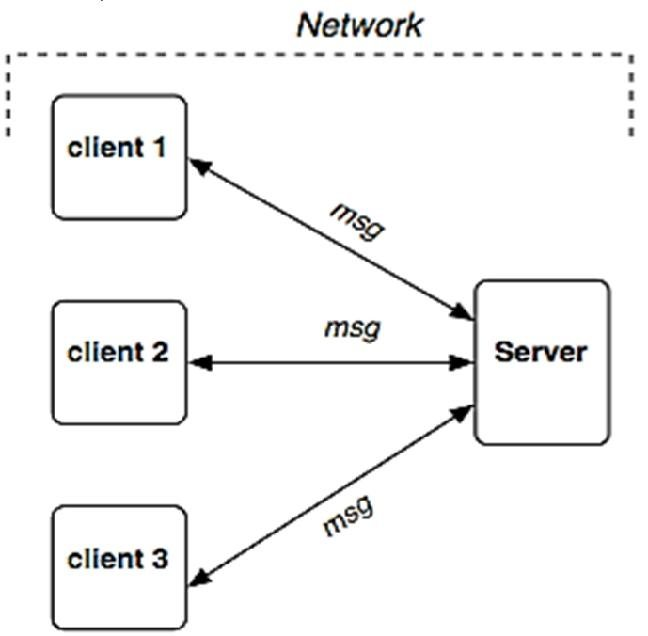 Network
client 1
msg
msg
client 2
Server
msg
client 3